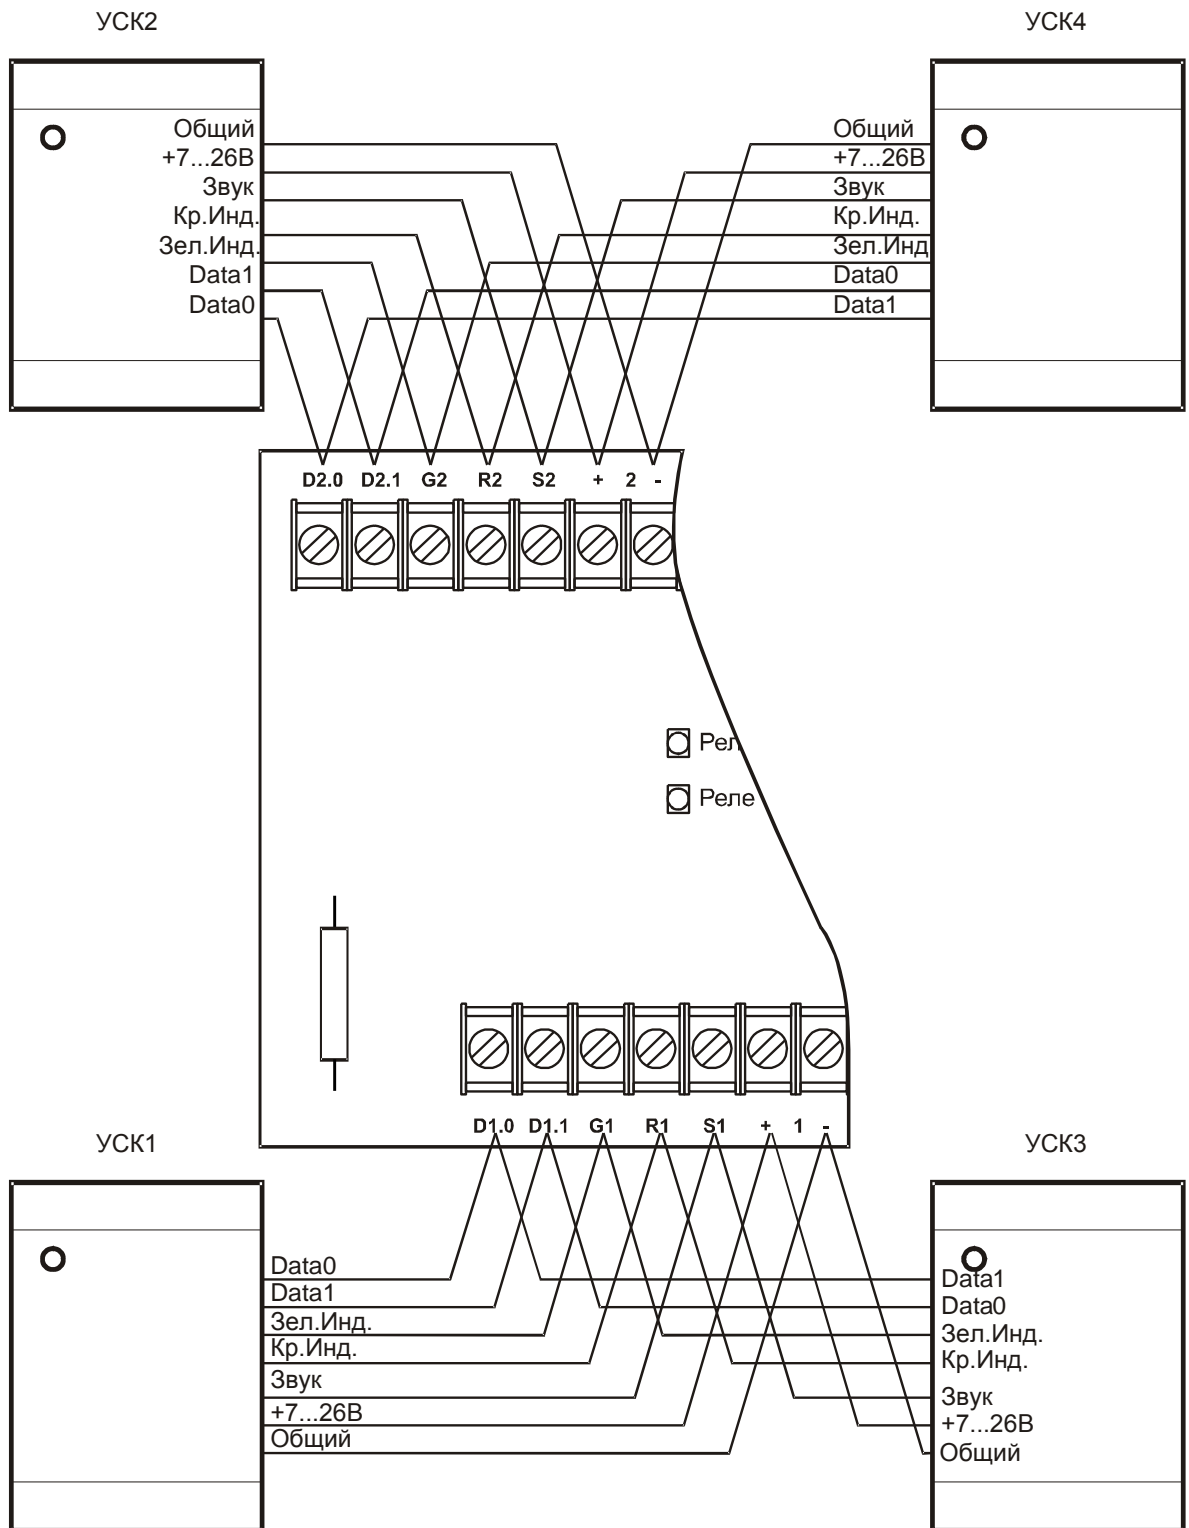 УСК2
УСК4
Общий
+7...26В
Звук
Кр.Инд.
Зел.Инд.
Data1
Data0
Общий
+7...26В
Звук
Кр.Инд.
Зел.Инд
Data0
Data1
D2.0 D2.1 G2 R2 S2 + 2 -
Рел
Реле
D1.0 D1.1 G1 R1 S1 + 1 -
УСК1
УСК3
Data0
Data1
Зел.Инд.
Кр.Инд.
Звук
+7...26В
Общий
Data1
Data0
Зел.Инд.
Кр.Инд.
Звук
+7...26В
Общий